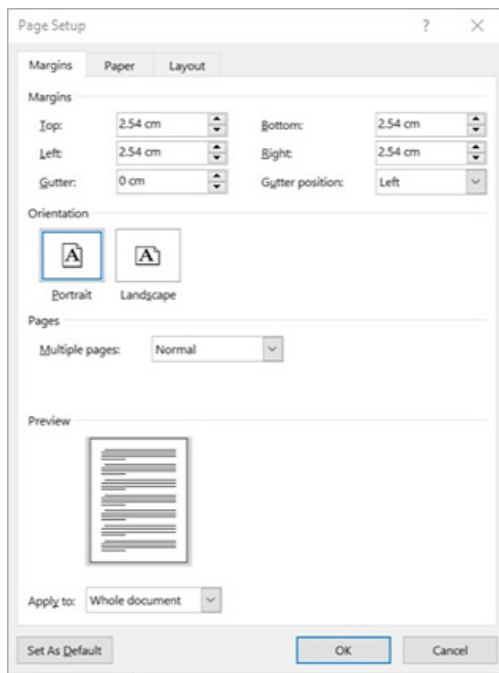 Page Setup ? ×
Margins Paper Layout
Margins
Top: 2.54 cm Bottom: 2.54 cm
Left: 2.54 cm Right: 2.54 cm
Gutter: 0 cm Gutter position: Left
Orientation
A A
Portrait Landscape
Pages
Multiple pages: Normal
Preview
Apply to: Whole document
Set As Default OK Cancel